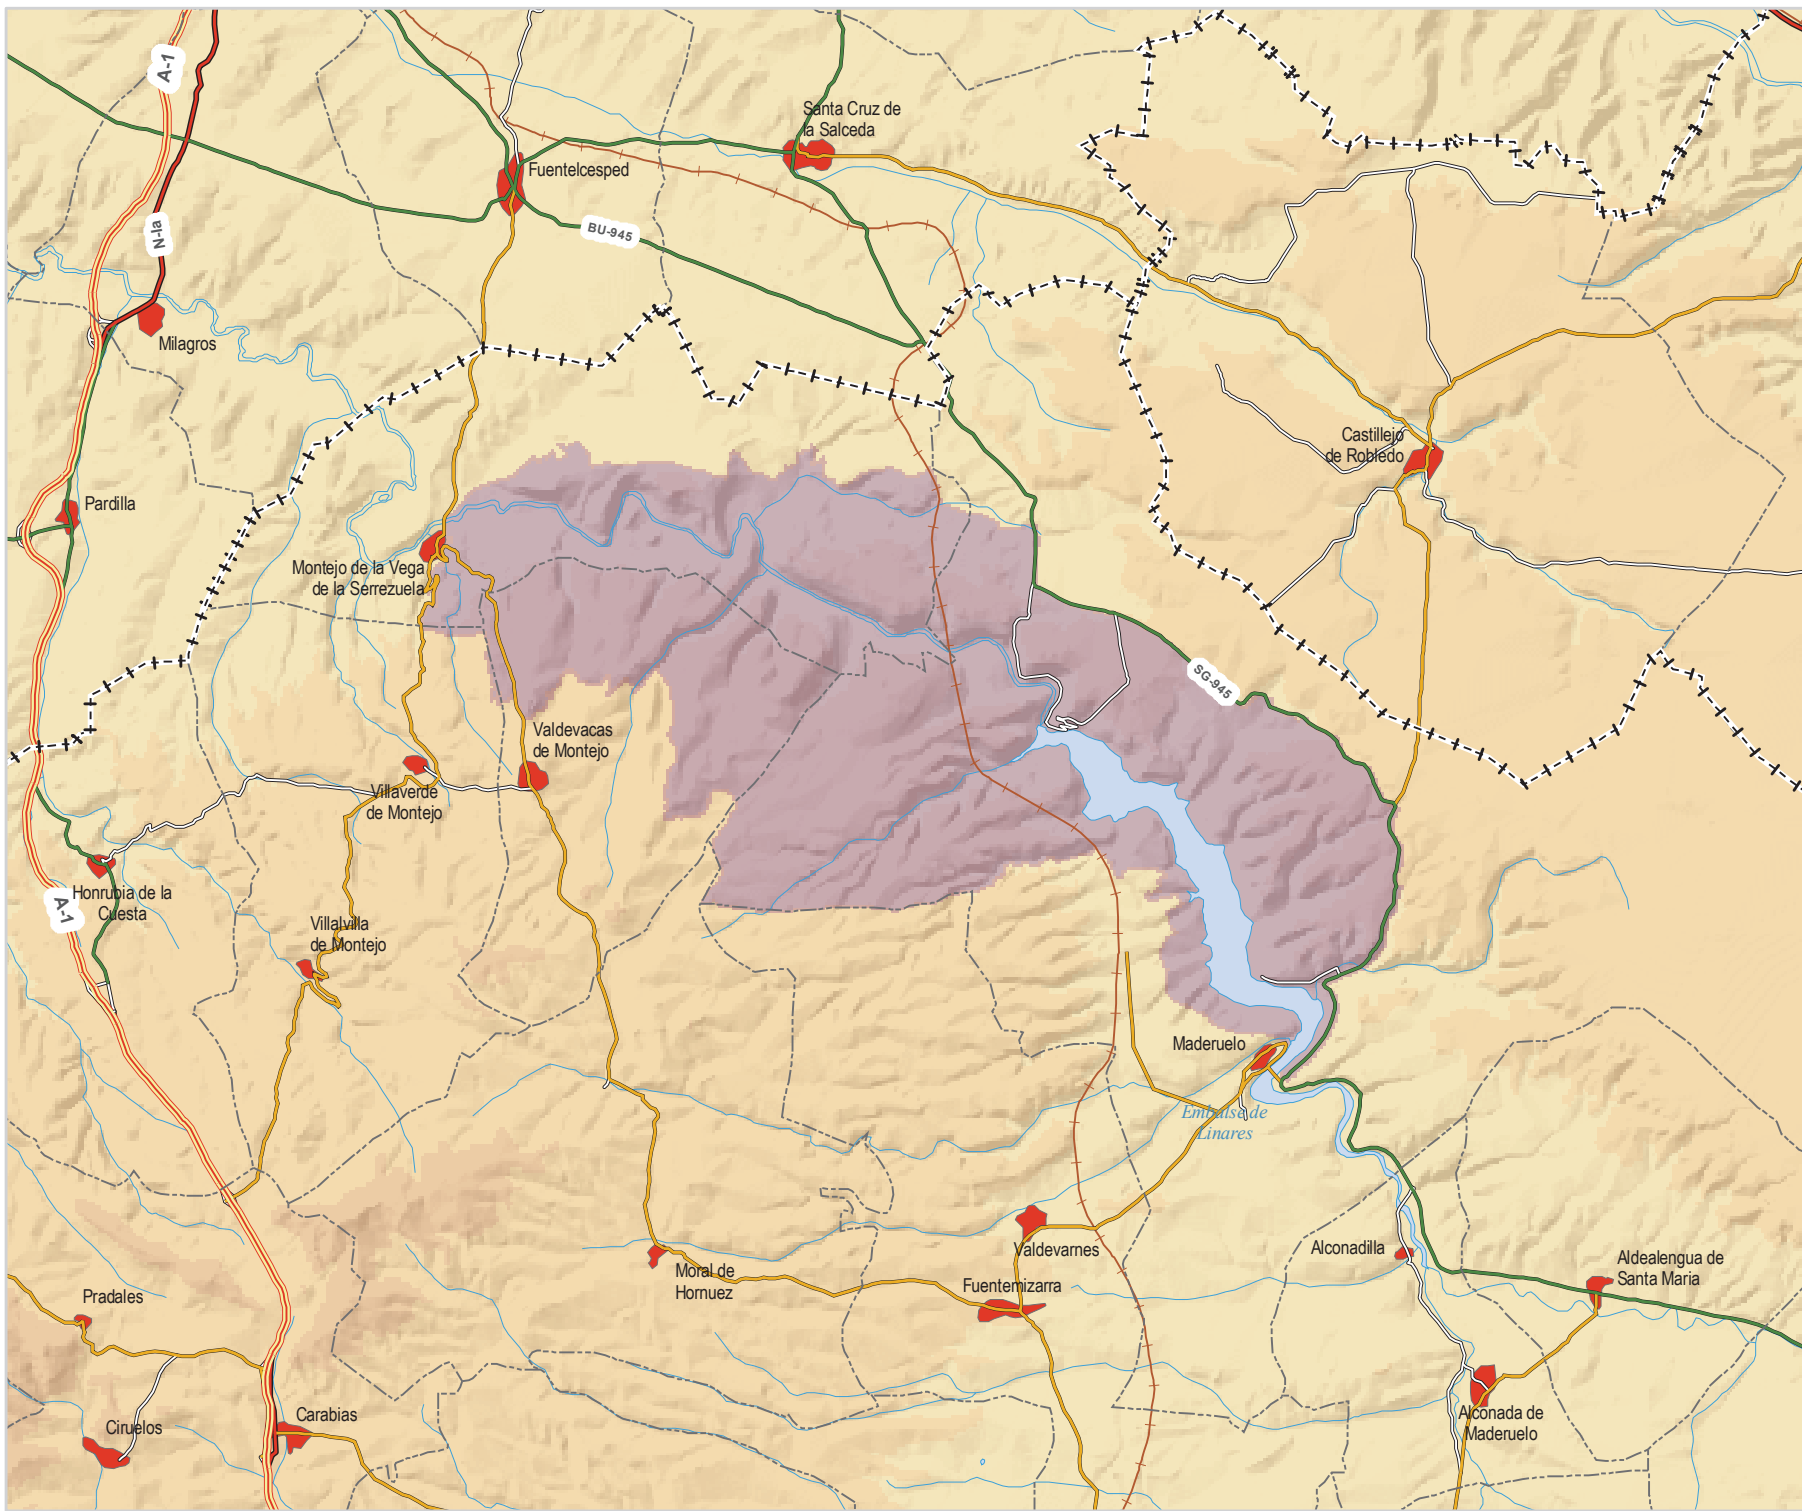 A-1
Santa Cruz de
la Salceda
Fuentelcesped
N-Ia
BU-945
Milagros
Castillejo
de Robledo
Pardilla
Montejo de la Vega
de la Serrezuela
SG-945
Valdevacas
de Montejo
Villaverde
de Montejo
Honrubia de la
Cuesta
A-1
Villalvilla
de Montejo
Maderuelo
Embalse de
Linares
Valdevarnes
Alconadilla
Aldealengua de
Santa Maria
Moral de
Hornuez
Fuentemizarra
Pradales
Carabias
Ciruelos
Alconada de
Maderuelo